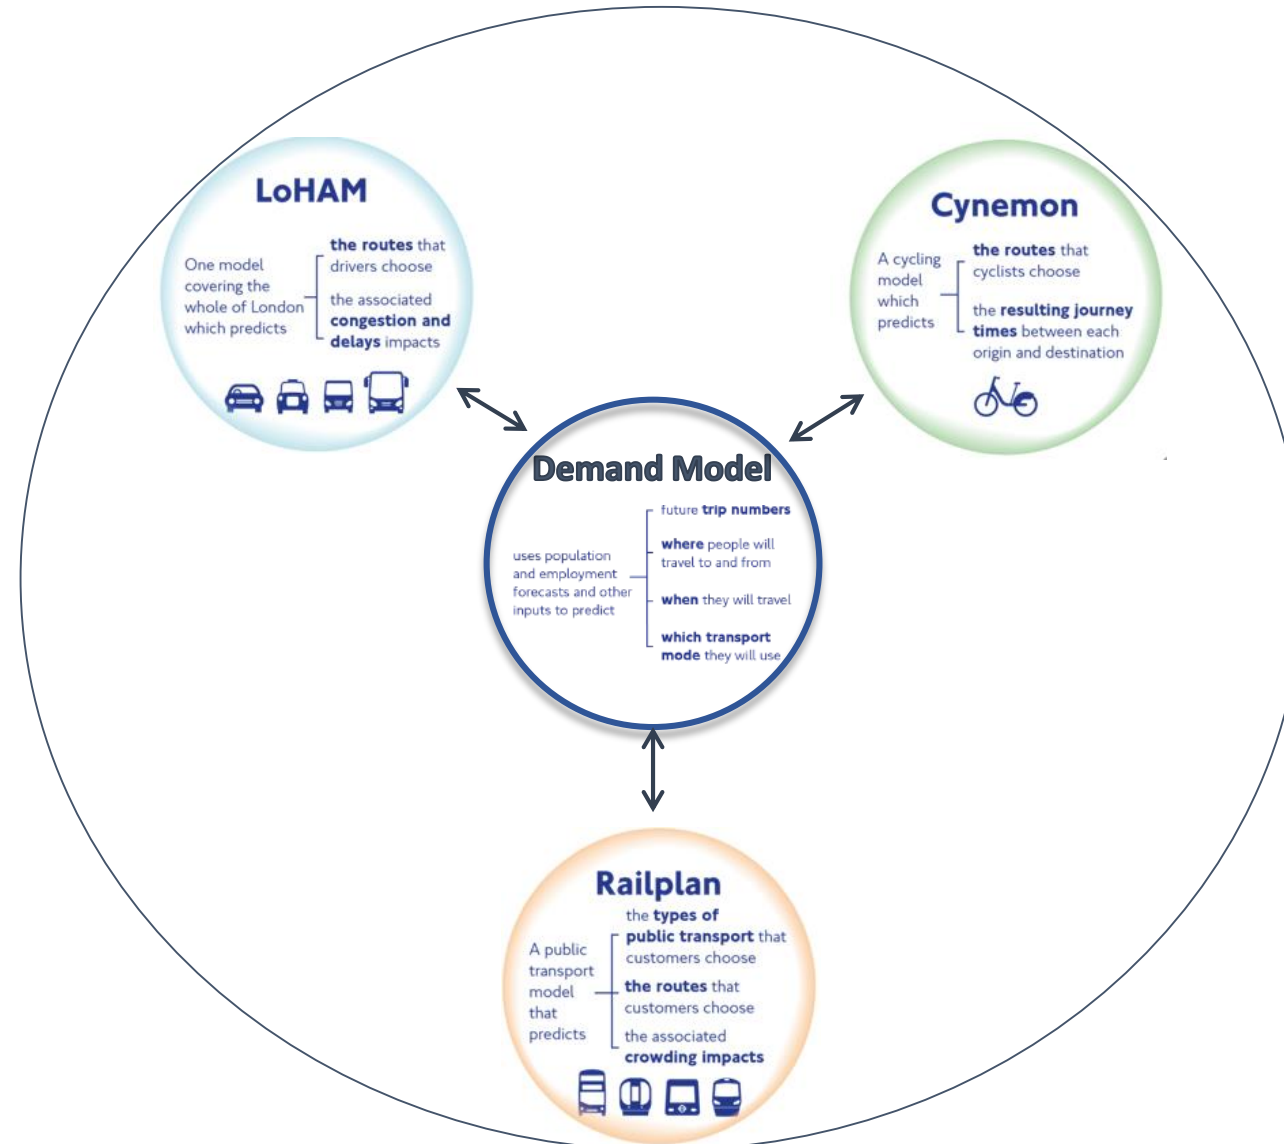 LoHAM
One model
covering the
whole of London
which predicts
the routes that
drivers choose
the associated
congestion and
delays impacts
Cynemon
A cycling
model
which
predicts
the routes that
cyclists choose
the resulting journey
times between each
origin and destination
Demand Model
uses population
and employment
forecasts and other
inputs to predict
future trip numbers
where people will
travel to and from
when they will travel
which transport
mode they will use
Railplan
A public
transport
model
that
predicts
the types of
public transport that
customers choose
the routes that
customers choose
the associated
crowding impacts